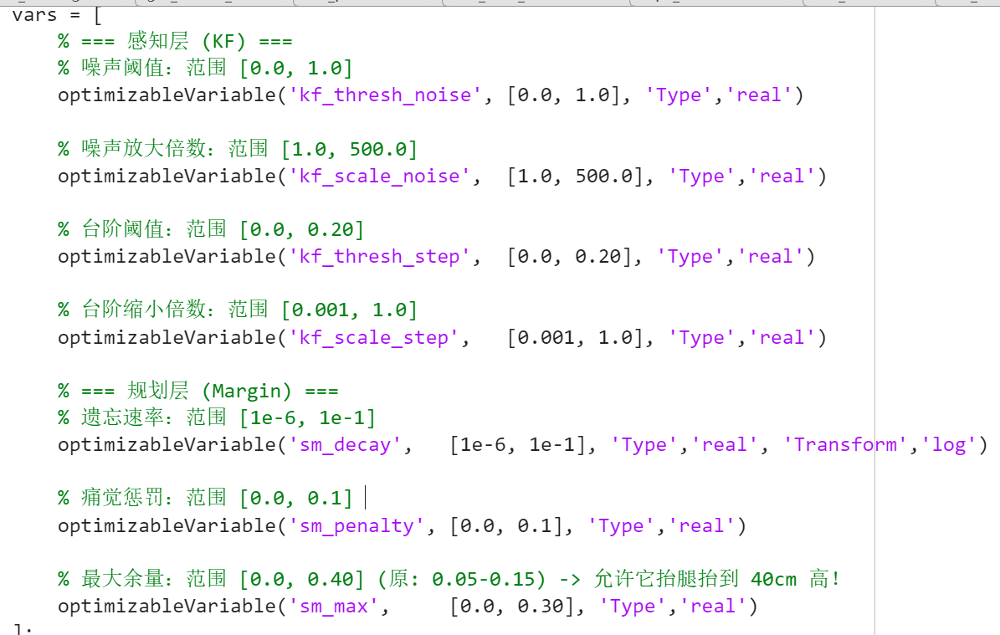 vars = [
% === 感知层 (KF) ===
% 噪声阈值: 范围 [0.0, 1.0]
optimizableVariable('kf_thresh_noise', [0.0, 1.0], 'Type','real')
% 噪声放大倍数: 范围 [1.0, 500.0]
optimizableVariable('kf_scale_noise', [1.0, 500.0], 'Type','real')
% 台阶阈值: 范围 [0.0, 0.20]
optimizableVariable('kf_thresh_step', [0.0, 0.20], 'Type','real')
% 台阶缩小倍数: 范围 [0.001, 1.0]
optimizableVariable('kf_scale_step', [0.001, 1.0], 'Type','real')
% === 规划层 (Margin) ===
% 遗忘速率: 范围 [1e-6, 1e-1]
optimizableVariable('sm_decay', [1e-6, 1e-1], 'Type','real', 'Transform','log')
% 痛觉惩罚: 范围 [0.0, 0.1]
optimizableVariable('sm_penalty', [0.0, 0.1], 'Type','real')
% 最大余量: 范围 [0.0, 0.40] (原: 0.05-0.15) -> 允许它抬腿抬到 40cm 高!
optimizableVariable('sm_max', [0.0, 0.30], 'Type','real')
];